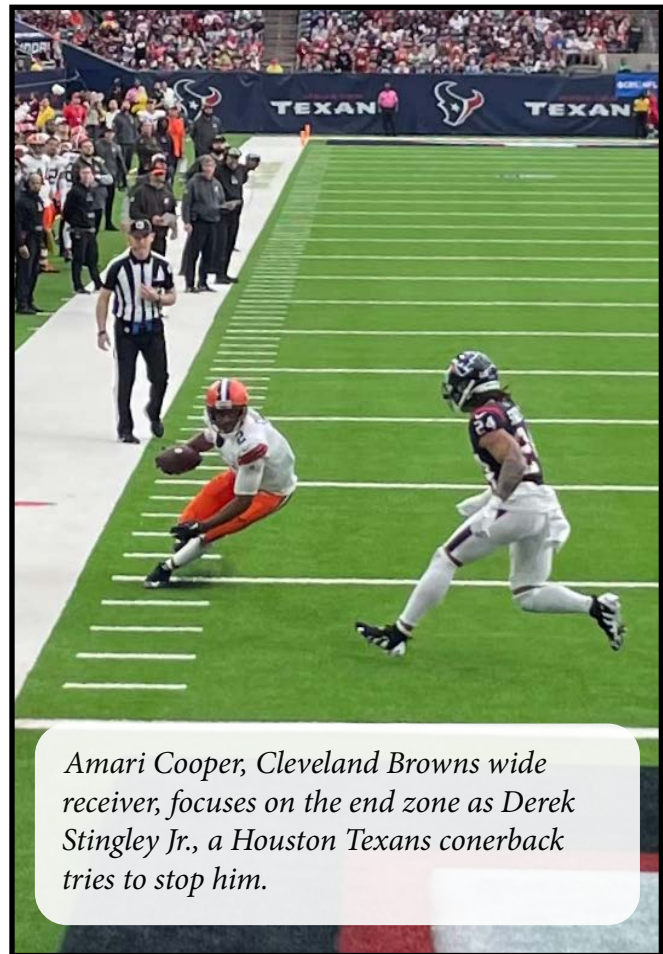 TEXAN TEXAN
24
2
Amari Cooper, Cleveland Browns wide
receiver, focuses on the end zone as Derek
Stingley Jr., a Houston Texans conerback
tries to stop him.